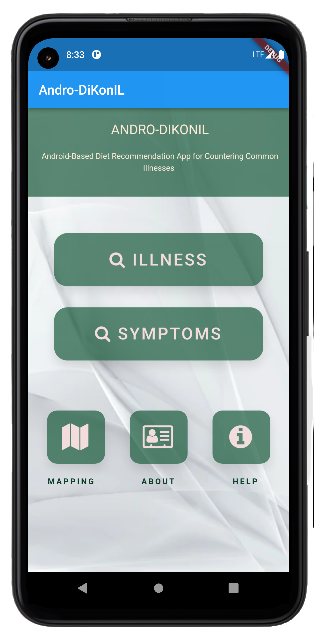 8:33 LTE
DEBUG
Andro-DiKonIL
ANDRO-DIKONIL
Android-Based Diet Recommendation App for Countering Common
Illnesses
ILLNESS
SYMPTOMS
MAPPING ABOUT HELP